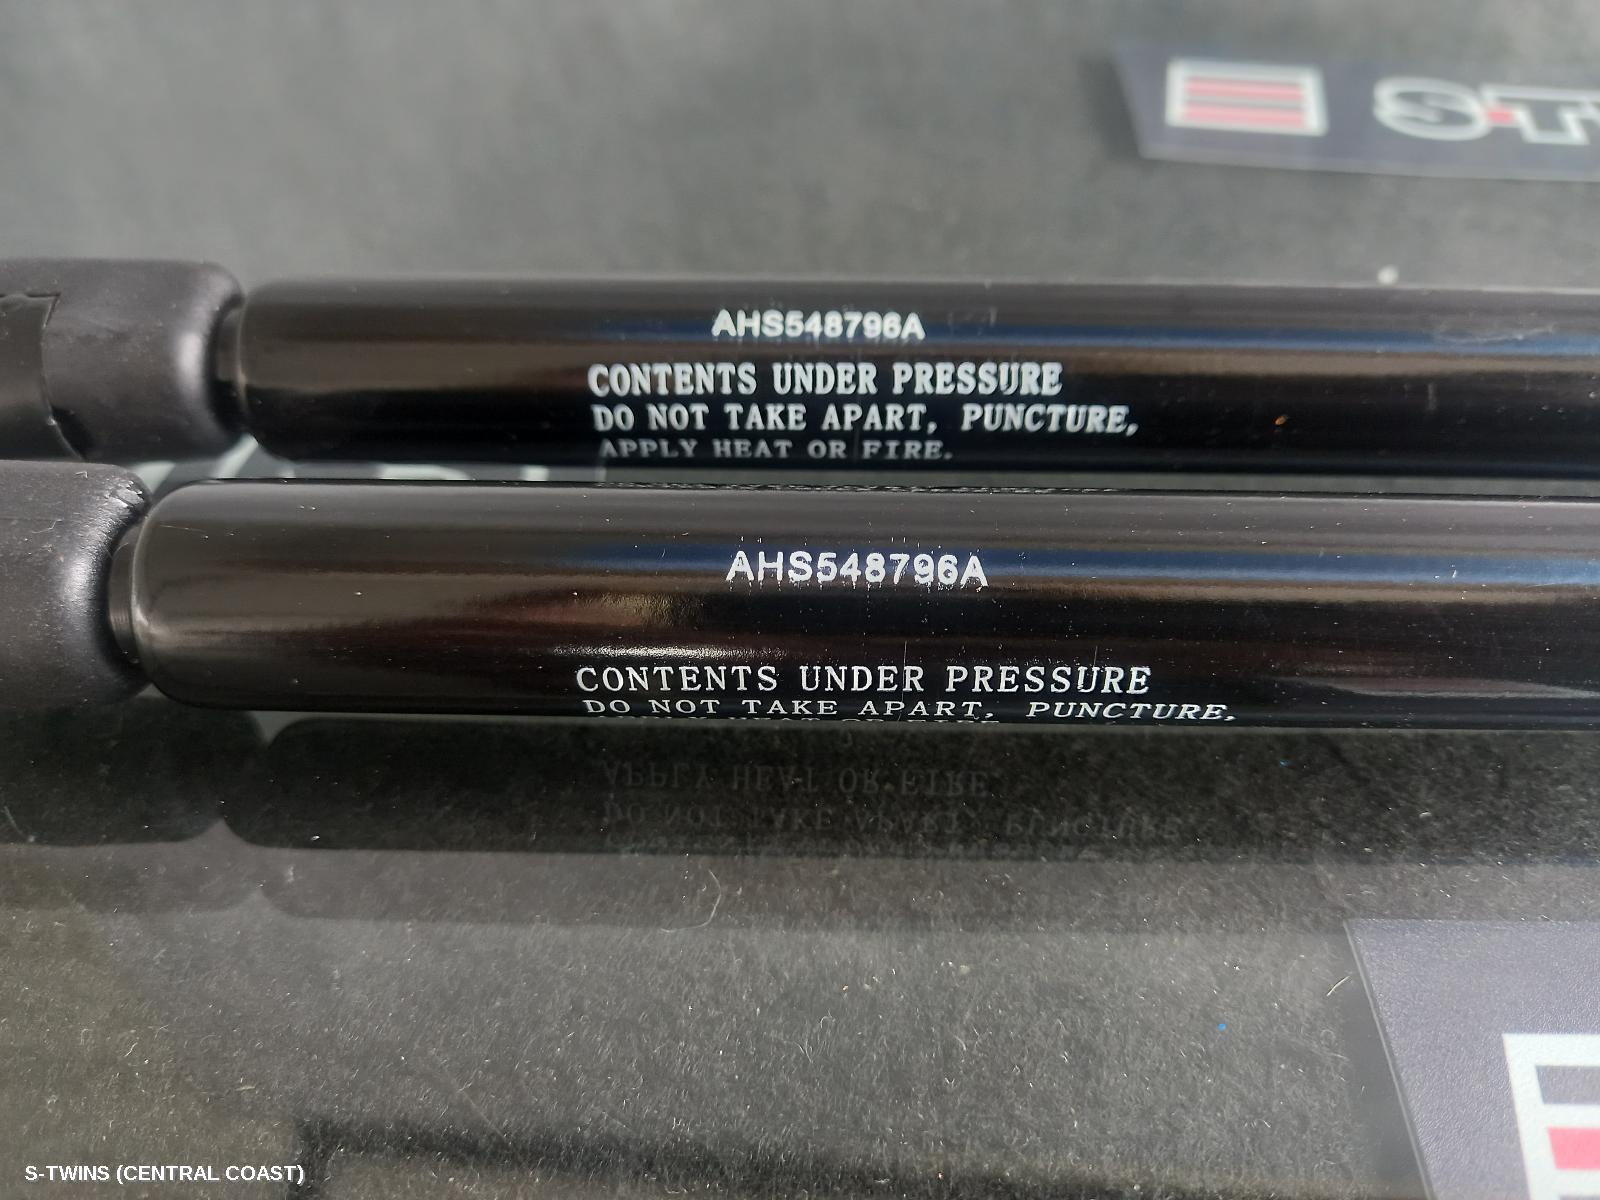 S-T
AHS548796A
CONTENTS UNDER PRESSURE
DO NOT TAKE APART, PUNCTURE,
APPLY HEAT OR FIRE.
AHS548796A
CONTENTS UNDER PRESSURE
DO NOT TAKE APART, PUNCTURE,
S-TWINS (CENTRAL COAST)